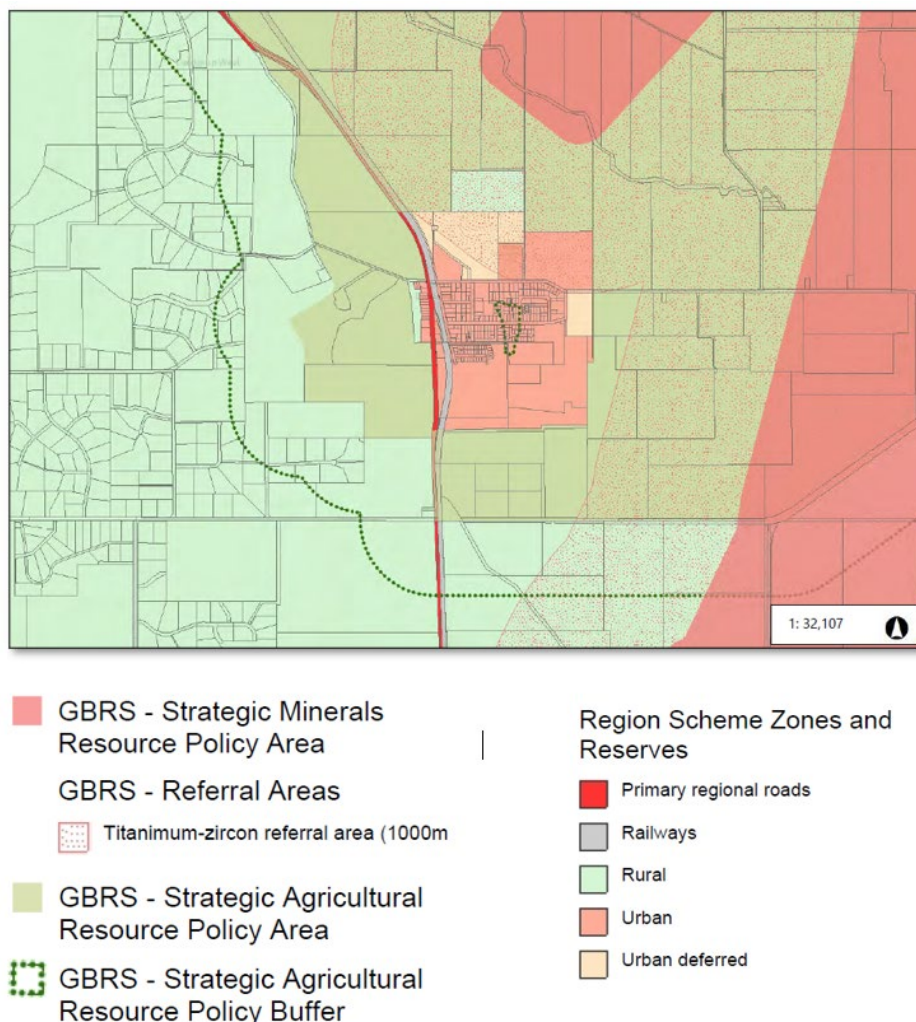 1: 32,107
GBRS - Strategic Minerals
Resource Policy Area
GBRS - Referral Areas
Titanimum-zircon referral area (1000m
GBRS - Strategic Agricultural
Resource Policy Area
GBRS - Strategic Agricultural
Resource Policy Buffer
Region Scheme Zones and
Reserves
Primary regional roads
Railways
Rural
Urban
Urban deferred